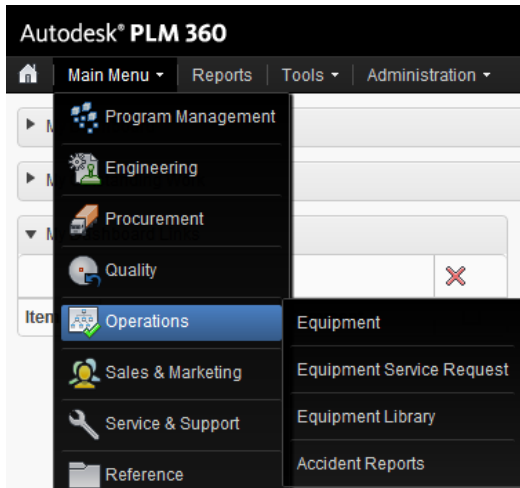 Autodesk® PLM 360
Main Menu Reports Tools Administration
Program Management
Engineering
Procurement
Quality
Operations
Equipment
Item
Equipment Service Request
Sales & Marketing
Equipment Library
Service & Support
Accident Reports
Reference